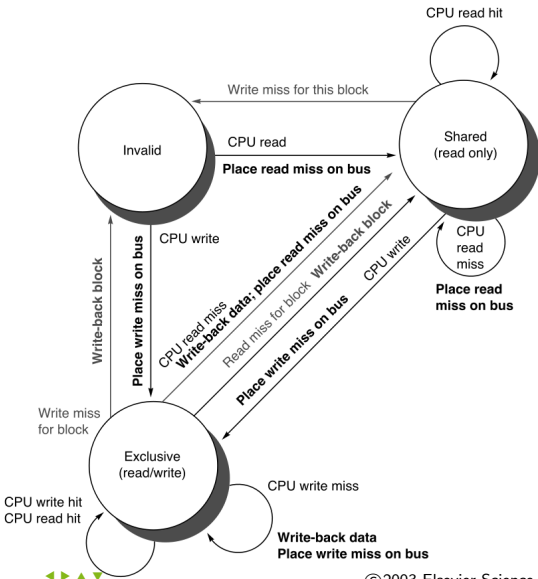 CPU read hit
Write miss for this block
Invalid
CPU read
Place read miss on bus
Shared
(read only)
CPU write
Place write miss on bus
Write-back block
CPU read miss
Write-back data; place read miss on bus
Read miss for block Write-back block
Place write miss on bus
CPU write
CPU
read
miss
Place read
miss on bus
Write miss
for block
Exclusive
(read/write)
CPU write hit
CPU read hit
CPU write miss
Write-back data
Place write miss on bus
©2003 Elsevier Science